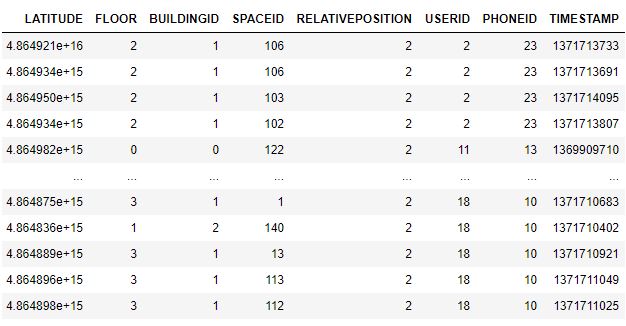 LATITUDE FLOOR BUILDINGID SPACEID RELATIVEPOSITION USERID PHONEID TIMESTAMP
4.864921e+16 2 1 106 2 2 23 1371713733
4.864934e+15 2 1 106 2 2 23 1371713691
4.864950e+15 2 1 103 2 2 23 1371714095
4.864934e+15 2 1 102 2 2 23 1371713807
4.864982e+15 0 0 122 2 11 13 1369909710
... ... ... ... ... ... ... ...
4.864875e+15 3 1 1 2 18 10 1371710683
4.864836e+15 1 2 140 2 18 10 1371710402
4.864889e+15 3 1 13 2 18 10 1371710921
4.864896e+15 3 1 113 2 18 10 1371711049
4.864898e+15 3 1 112 2 18 10 1371711025